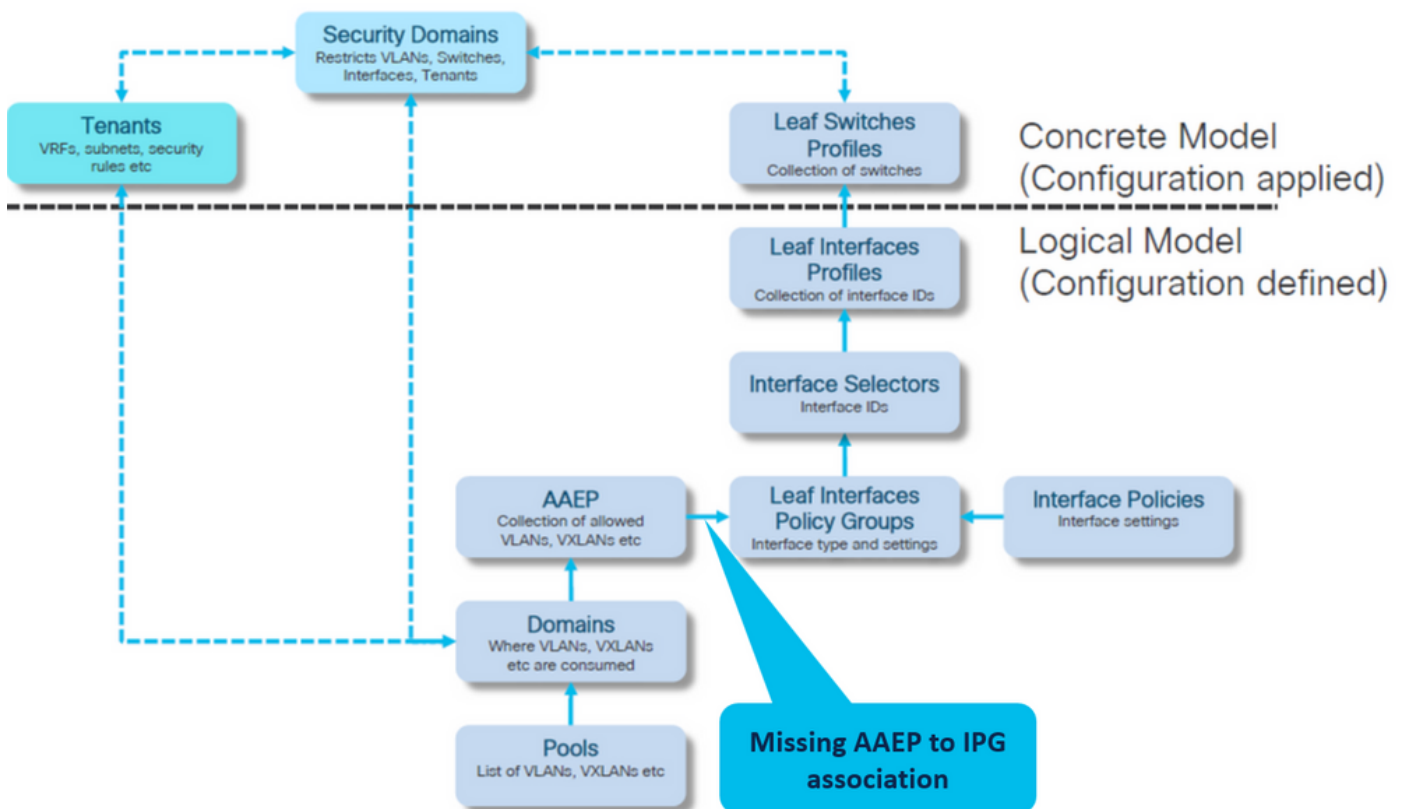 Security Domains
Restricts VLANs, Switches,
Interfaces, Tenants
Tenants
VRFs, subnets, security
rules etc
Leaf Switches
Profiles
Collection of switches
Concrete Model
(Configuration applied)
Logical Model
(Configuration defined)
Leaf Interfaces
Profiles
Collection of interface IDs
Interface Selectors
Interface IDs
AAEP
Collection of allowed
VLANs, VXLANs etc
Leaf Interfaces
Policy Groups
Interface type and settings
Interface Policies
Interface settings
Domains
Where VLANs, VXLANs
etc are consumed
Pools
List of VLANs, VXLANs etc
Missing AAEP to IPG
association